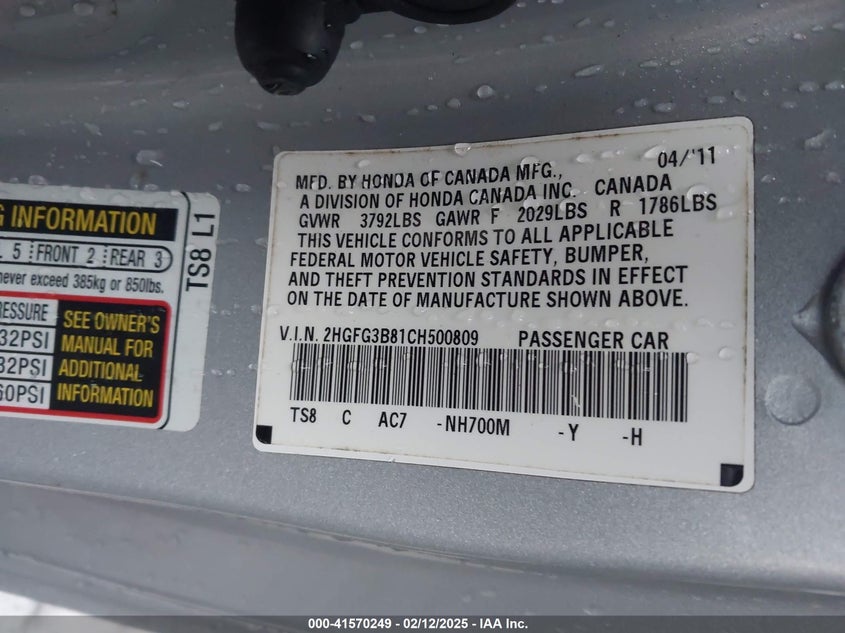 G INFORMATION
L 5 FRONT 2 REAR 3
never exceed 385kg or 850lbs.
PRESSURE
32PSI
32PSI
60PSI
SEE OWNER'S
MANUAL FOR
ADDITIONAL
INFORMATION
TS8 L1
04/'11
MFD. BY HONDA OF CANADA MFG.,
A DIVISION OF HONDA CANADA INC. CANADA
GVWR 3792LBS GAWR F 2029LBS R 1786LBS
THIS VEHICLE CONFORMS TO ALL APPLICABLE
FEDERAL MOTOR VEHICLE SAFETY, BUMPER,
AND THEFT PREVENTION STANDARDS IN EFFECT
ON THE DATE OF MANUFACTURE SHOWN ABOVE.
V.I.N. 2HGFG3B81CH500809 PASSENGER CAR
TS8 C AC7 -NH700M -Y -H
000-41570249 - 02/12/2025 - IAA Inc.